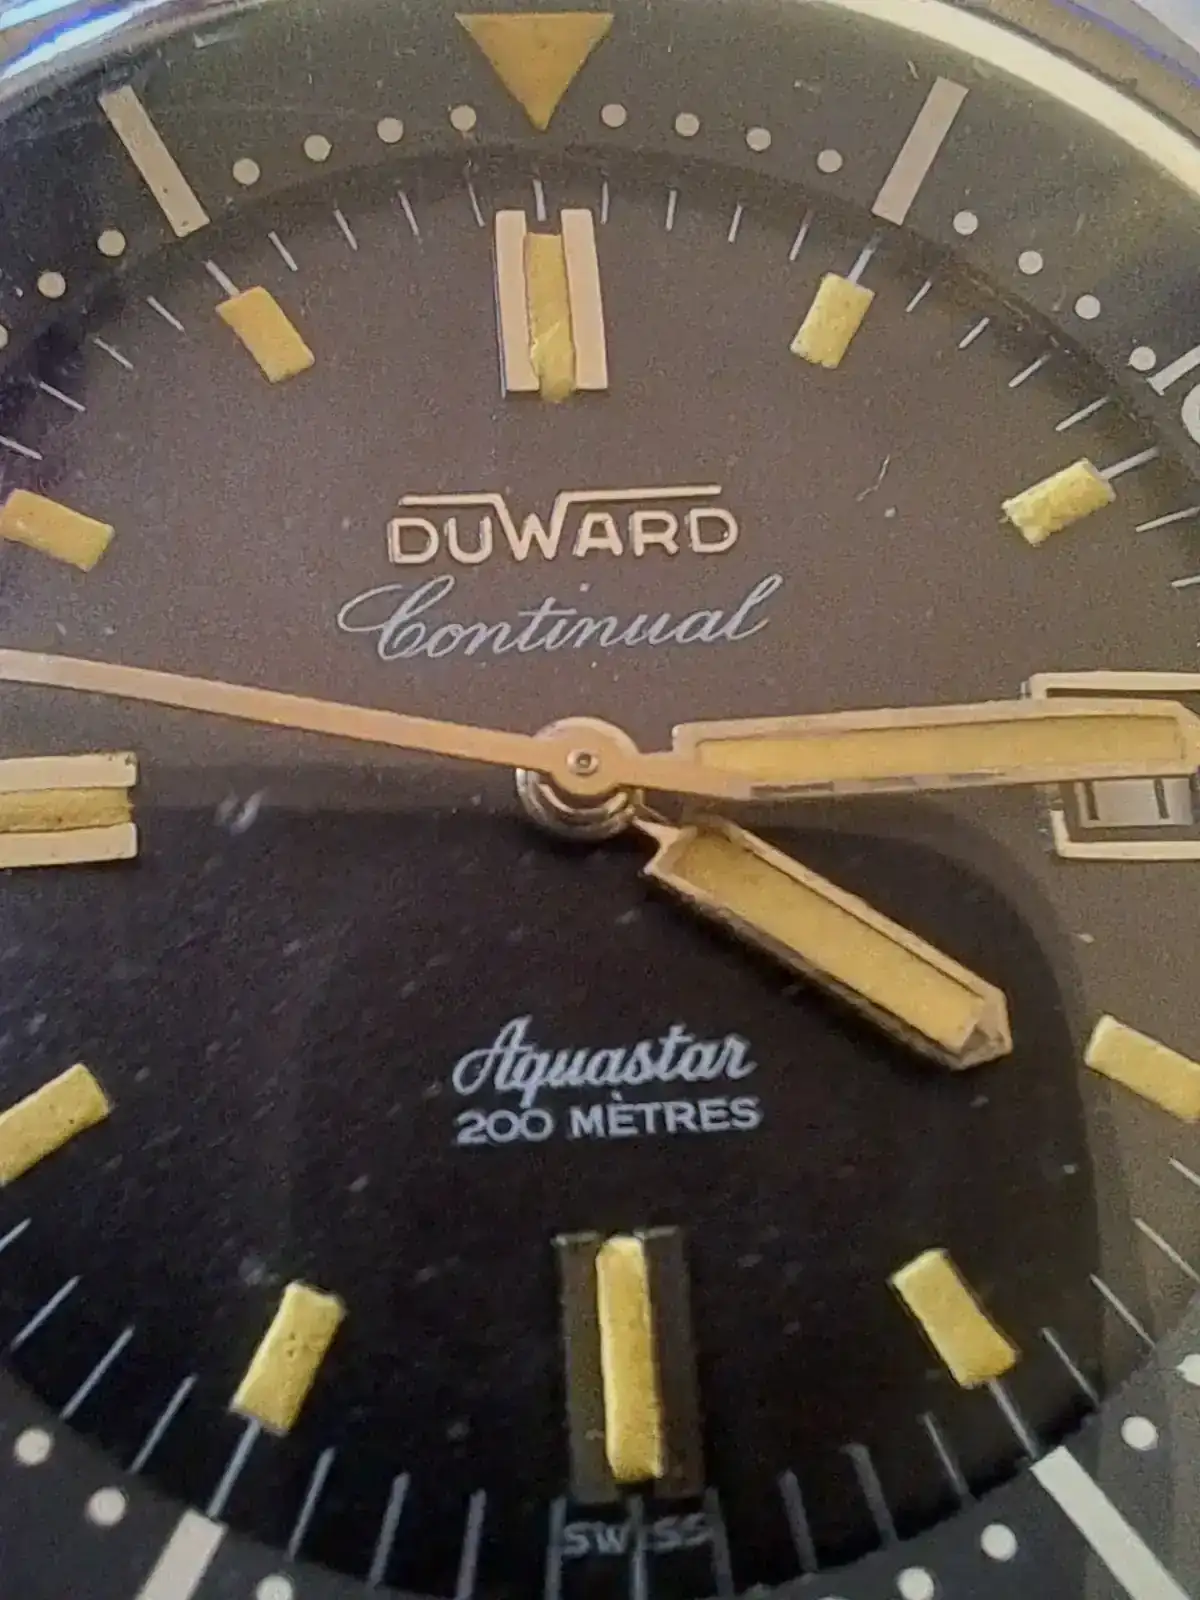 DUWARD
Continual
Aquastar
200 MÈTRES
SWISS